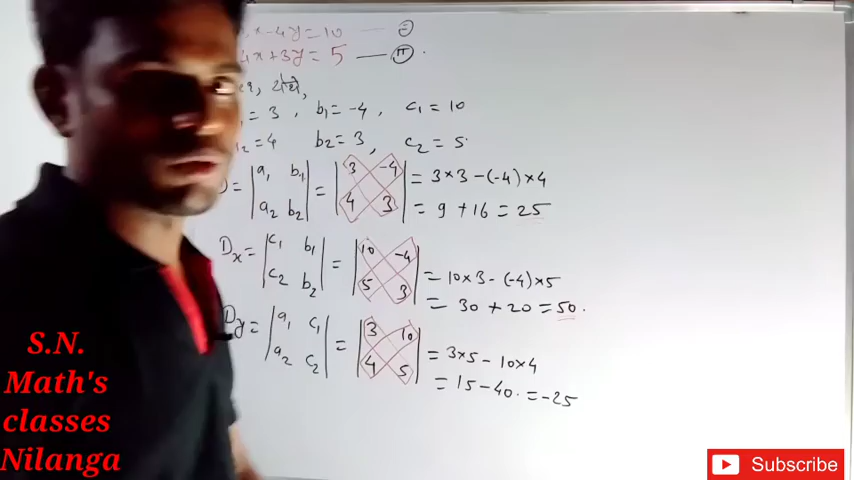 x-4y=10 —— Ⓘ
4x+3y=5 —— Ⓘ Ⓘ
= 3 , b1=-4 , c1=10
2=4 b2=3 , c2=5
D= |a1 b1| = |3 -4| = 3×3-(-4)×4
|a2 b2| |4 3| = 9+16=25
Dx= |c1 b1| = |10 -4| = 10×3-(-4)×5
|c2 b2| |5 3| = 30+20=50.
Dy= |a1 c1| = |3 10| = 3×5-10×4
|a2 c2| |4 5| = 15-40.=-25
S.N.
Math's
classes
Nilanga
Subscribe